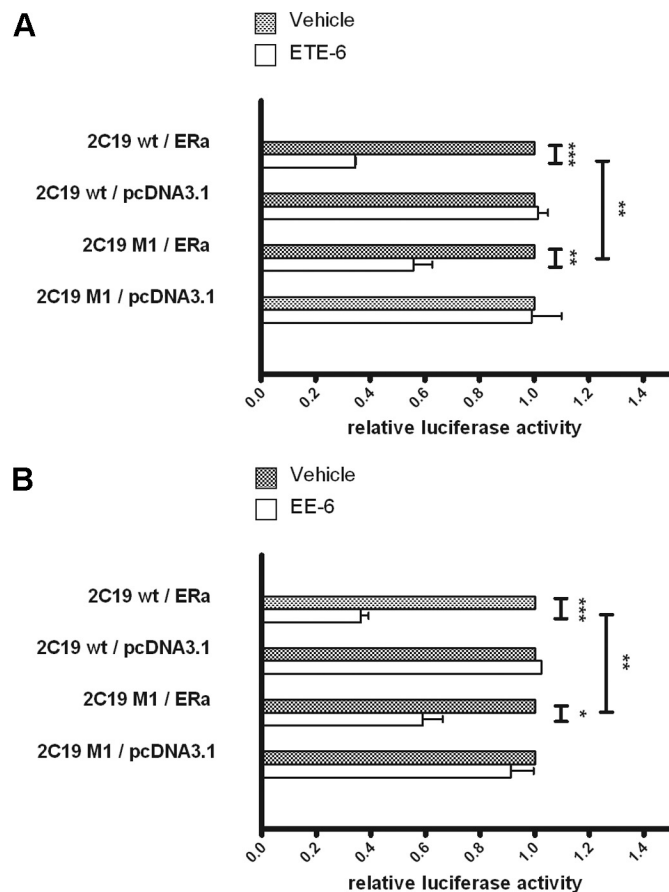 A
Vehicle
ETE-6
2C19 wt / ERa
***
2C19 wt / pcDNA3.1
**
2C19 M1 / ERa
**
2C19 M1 / pcDNA3.1
0.0 0.2 0.4 0.6 0.8 1.0 1.2 1.4
relative luciferase activity
B
Vehicle
EE-6
2C19 wt / ERa
***
2C19 wt / pcDNA3.1
**
2C19 M1 / ERa
*
2C19 M1 / pcDNA3.1
0.0 0.2 0.4 0.6 0.8 1.0 1.2 1.4
relative luciferase activity